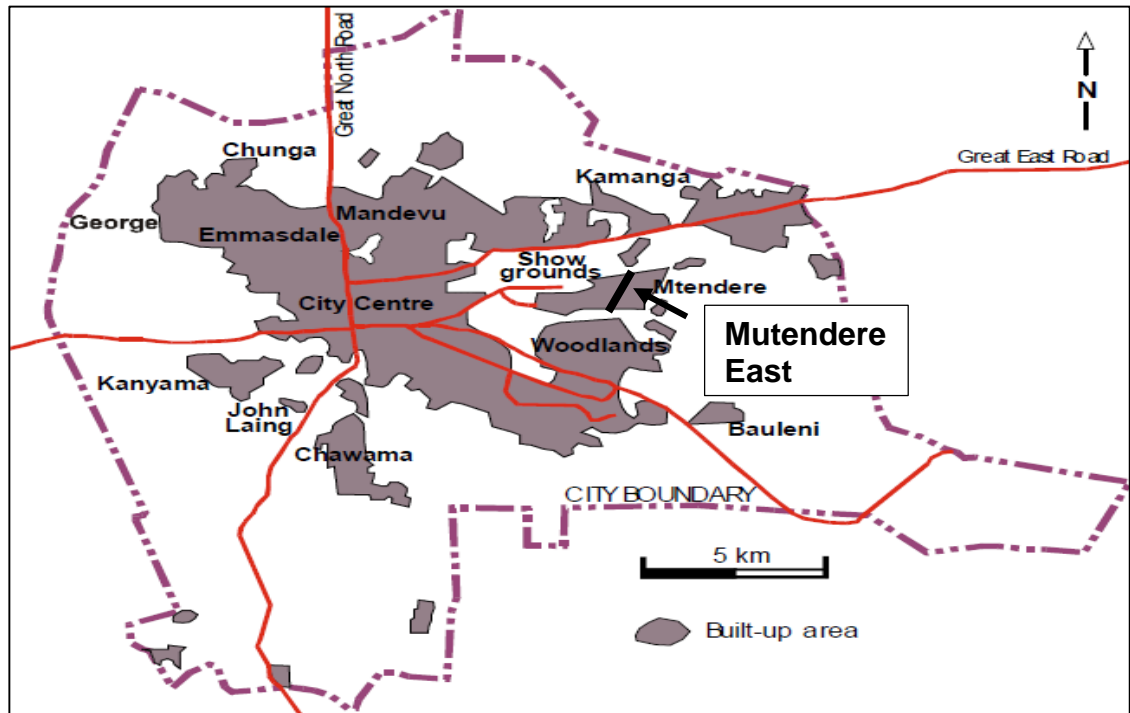 Great North Road
N
Great East Road
Chunga
Kamanga
George
Mandevu
Emmasdale
Show
grounds
Mtendere
City Centre
Mutendere
East
Woodlands
Kanyama
John
Laing
Bauleni
Chawama
CITY BOUNDARY
5 km
Built-up area